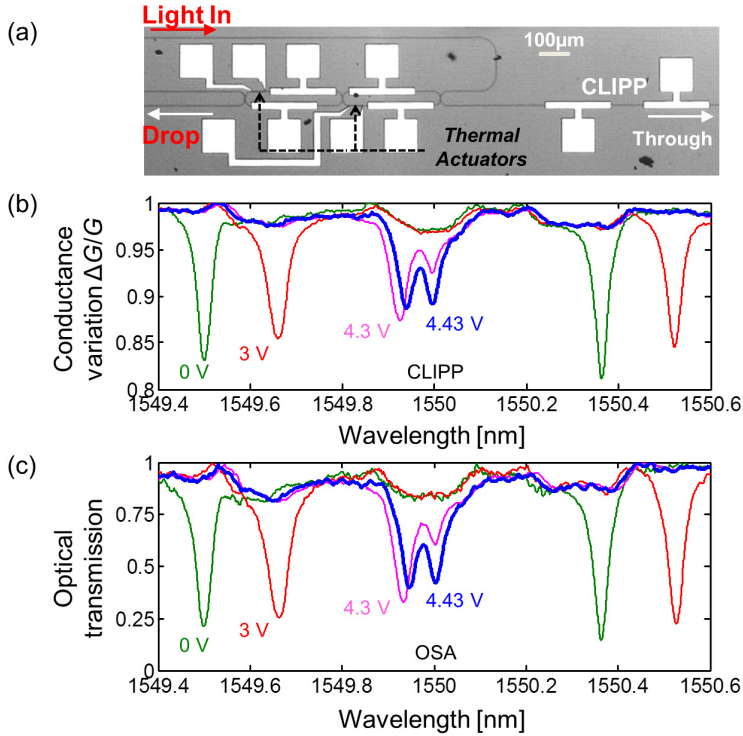 (a)
Light In
100μm
CLIPP
Drop
Thermal
Actuators
Through
(b)
Conductance
variation ΔG/G
1
0.95
0.9
0.85
0.8
0 V
3 V
4.3 V
4.43 V
CLIPP
1549.4 1549.6 1549.8 1550 1550.2 1550.4 1550.6
Wavelength [nm]
(c)
Optical
transmission
1
0.75
0.5
0.25
0
0 V
3 V
4.3 V
4.43 V
OSA
1549.4 1549.6 1549.8 1550 1550.2 1550.4 1550.6
Wavelength [nm]